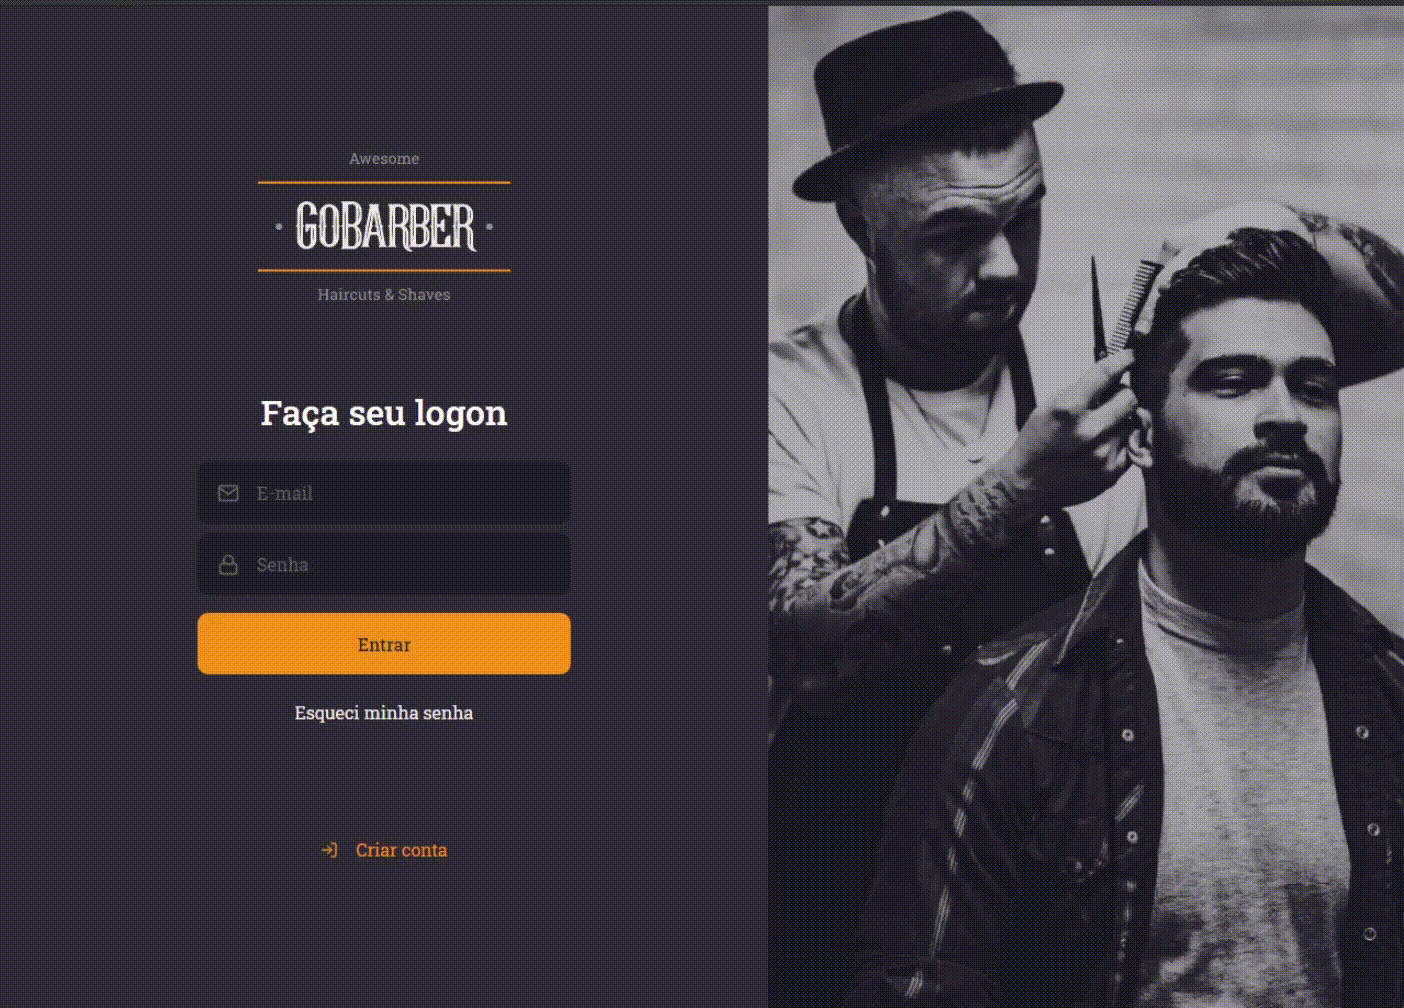 Awesome
GOBARBER
Haircuts & Shaves
Faça seu logon
E-mail
Senha
Entrar
Esqueci minha senha
Criar conta